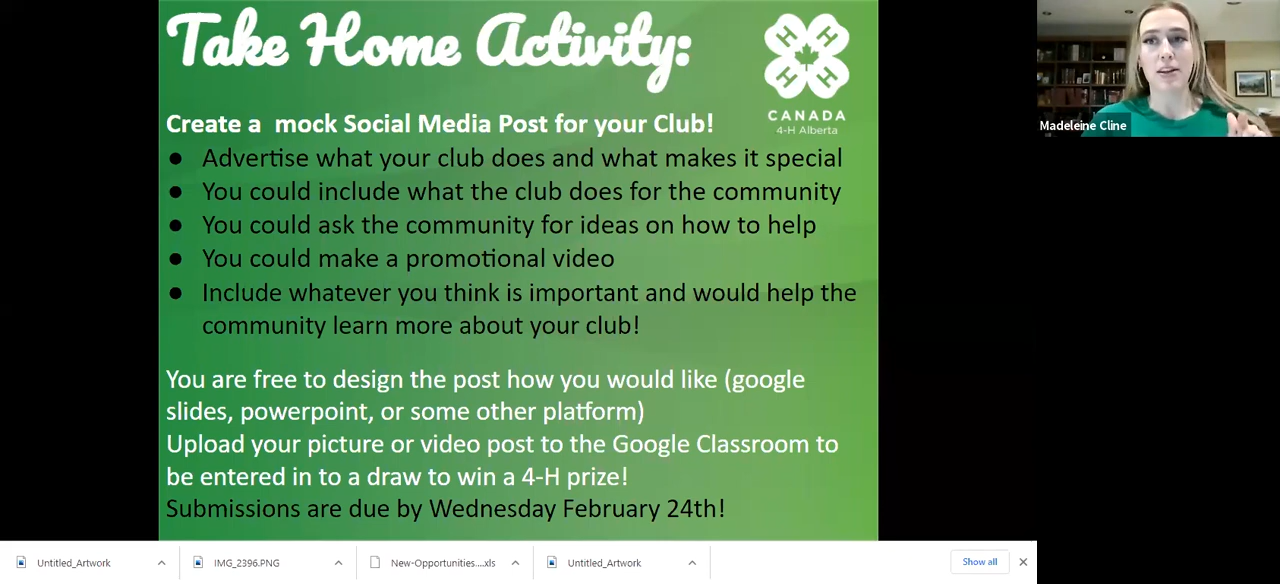 Take Home Activity:
CANADA
4-H Alberta
Create a mock Social Media Post for your Club!
● Advertise what your club does and what makes it special
● You could include what the club does for the community
● You could ask the community for ideas on how to help
● You could make a promotional video
● Include whatever you think is important and would help the
community learn more about your club!
You are free to design the post how you would like (google
slides, powerpoint, or some other platform)
Upload your picture or video post to the Google Classroom to
be entered in to a draw to win a 4-H prize!
Submissions are due by Wednesday February 24th!
Madeleine Cline
Untitled_Artwork
IMG_2396.PNG
New-Opportunities....xls
Untitled_Artwork
Show all
H H H H